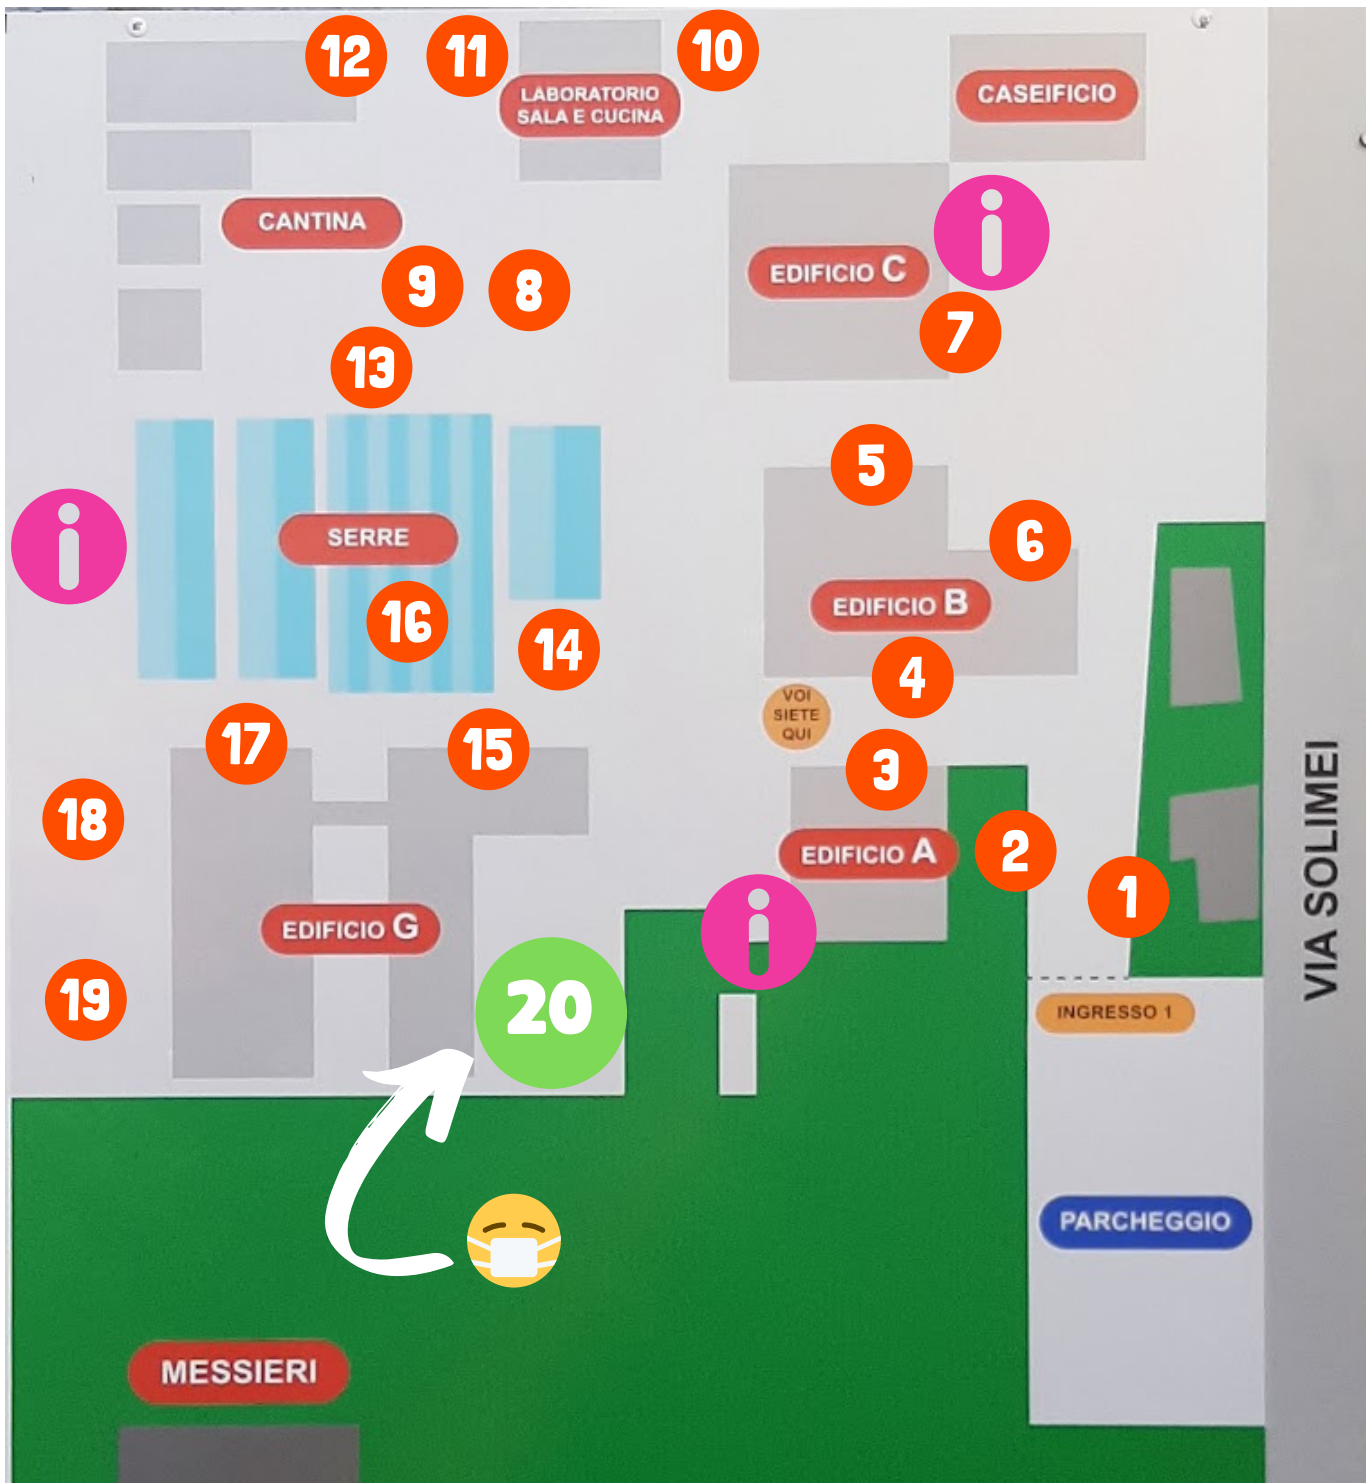 12
11
10
LABORATORIO
SALA E CUCINA
CASEIFICIO
CANTINA
i
EDIFICIO C
9
8
7
13
5
i
SERRE
6
EDIFICIO B
16
14
4
VOI
SIETE
QUI
17
15
3
18
EDIFICIO A
2
1
VIA SOLIMEI
i
EDIFICIO G
19
20
INGRESSO 1
PARCHEGGIO
MESSIERI